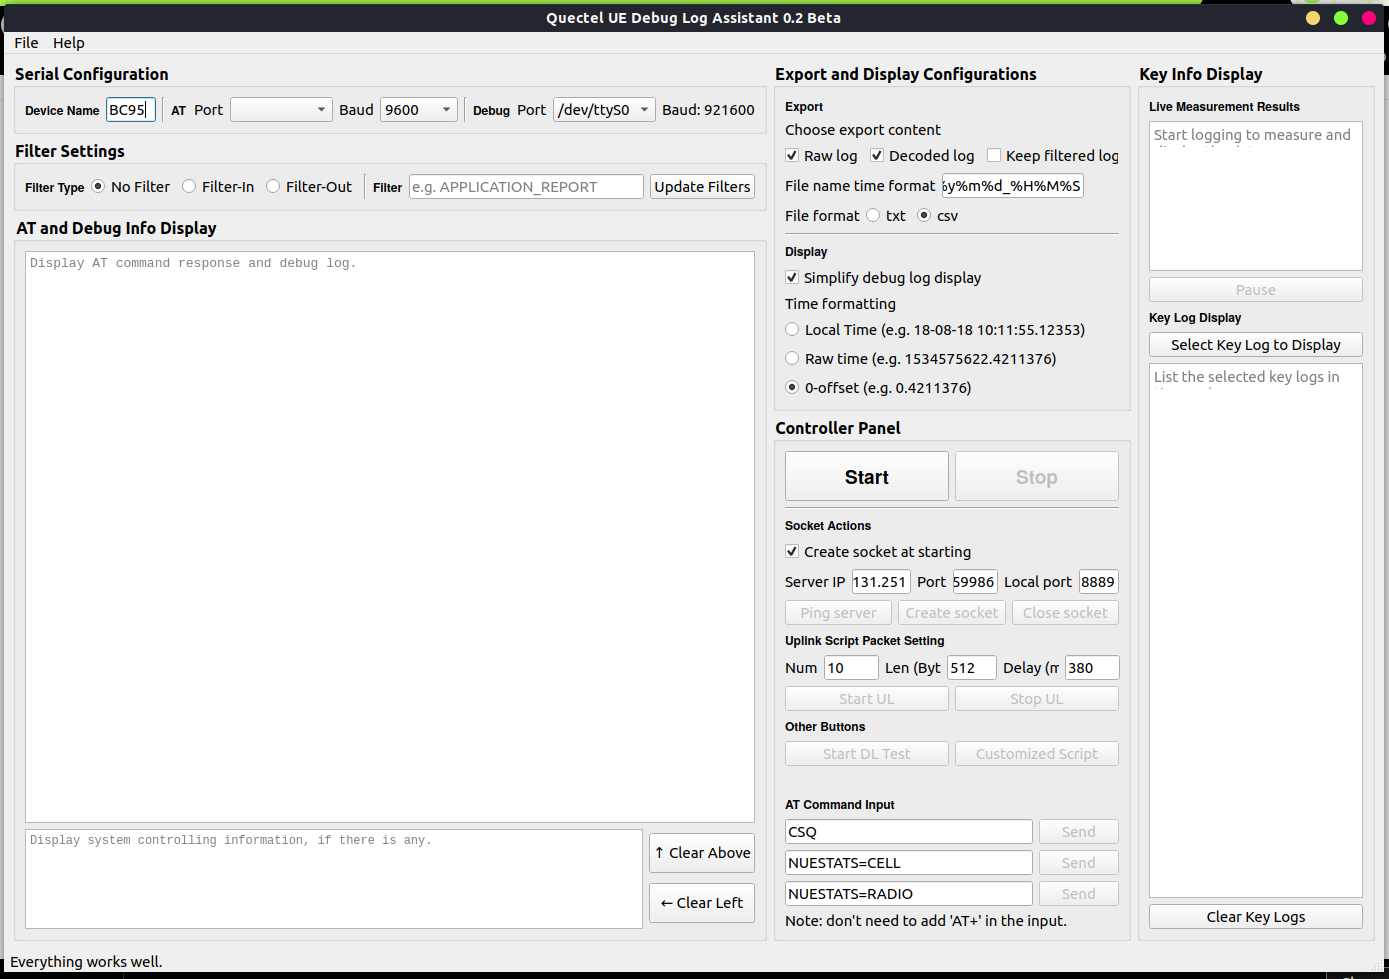 Quectel UE Debug Log Assistant 0.2 Beta
File Help
Serial Configuration
Device Name BC95 AT Port Baud 9600 Debug Port /dev/ttyS0 Baud: 921600
Filter Settings
Filter Type No Filter Filter-In Filter-Out Filter e.g. APPLICATION_REPORT Update Filters
AT and Debug Info Display
Display AT command response and debug log.
Display system controlling information, if there is any.
↑ Clear Above
← Clear Left
Export and Display Configurations
Export
Choose export content
Raw log Decoded log Keep filtered log
File name time format %y%m%d_%H%M%S
File format txt csv
Display
Simplify debug log display
Time formatting
Local Time (e.g. 18-08-18 10:11:55.12353)
Raw time (e.g. 1534575622.4211376)
0-offset (e.g. 0.4211376)
Controller Panel
Start Stop
Socket Actions
Create socket at starting
Server IP 131.251 Port 59986 Local port 8889
Ping server Create socket Close socket
Uplink Script Packet Setting
Num 10 Len (Byt 512 Delay (m 380
Start UL Stop UL
Other Buttons
Start DL Test Customized Script
AT Command Input
CSQ Send
NUESTATS=CELL Send
NUESTATS=RADIO Send
Note: don't need to add 'AT+' in the input.
Key Info Display
Live Measurement Results
Start logging to measure and
Pause
Key Log Display
Select Key Log to Display
List the selected key logs in
Clear Key Logs
Everything works well.